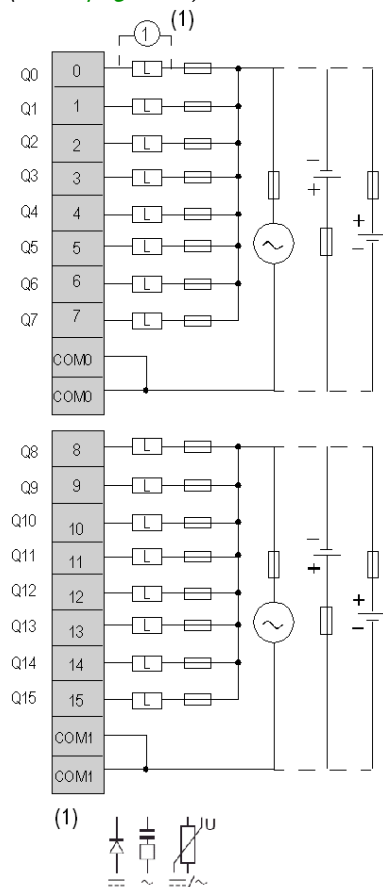 (1)
1
Q0 0 L
Q1 1 L
Q2 2 L
Q3 3 L
Q4 4 L
Q5 5 L
Q6 6 L
Q7 7 L
COM0
COM0
Q8 8 L
Q9 9 L
Q10 10 L
Q11 11 L
Q12 12 L
Q13 13 L
Q14 14 L
Q15 15 L
COM1
COM1
(1)
U